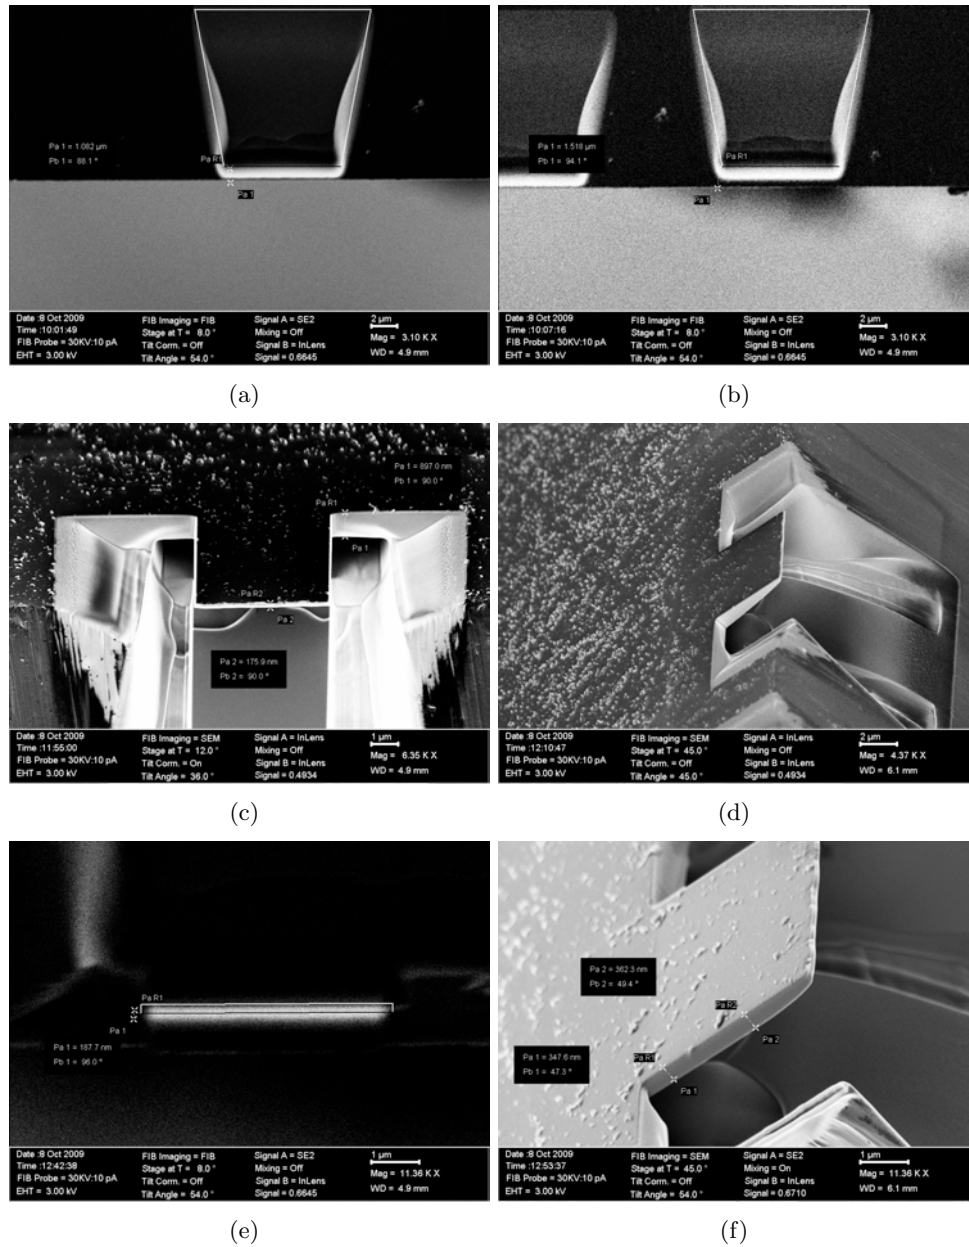 Pa 1 = 1.082 µm
Pb 1 = 88.1 °
Pa R1
Pa 1
Date :8 Oct 2009
Time :10:01:49
FIB Probe = 30KV:10 pA
EHT = 3.00 kV
FIB Imaging = FIB
Stage at T = 8.0 °
Tilt Corrn. = Off
Tilt Angle = 54.0 °
Signal A = SE2
Mixing = Off
Signal B = InLens
Signal = 0.6645
2 µm
Mag = 3.10 K X
WD = 4.9 mm
(a)
Pa 1 = 1.518 µm
Pb 1 = 94.1 °
Pa R1
Pa 1
Date :8 Oct 2009
Time :10:07:16
FIB Probe = 30KV:10 pA
EHT = 3.00 kV
FIB Imaging = FIB
Stage at T = 8.0 °
Tilt Corrn. = Off
Tilt Angle = 54.0 °
Signal A = SE2
Mixing = Off
Signal B = InLens
Signal = 0.6645
2 µm
Mag = 3.10 K X
WD = 4.9 mm
(b)
Pa 1 = 897.0 nm
Pb 1 = 90.0 °
Pa R1
Pa 1
Pa R2
Pa 2
Pa 2 = 175.9 nm
Pb 2 = 90.0 °
Date :8 Oct 2009
Time :11:55:00
FIB Probe = 30KV:10 pA
EHT = 3.00 kV
FIB Imaging = SEM
Stage at T = 12.0 °
Tilt Corrn. = On
Tilt Angle = 36.0 °
Signal A = InLens
Mixing = Off
Signal B = InLens
Signal = 0.4934
1 µm
Mag = 6.35 K X
WD = 4.9 mm
(c)
Date :8 Oct 2009
Time :12:10:47
FIB Probe = 30KV:10 pA
EHT = 3.00 kV
FIB Imaging = SEM
Stage at T = 45.0 °
Tilt Corrn. = Off
Tilt Angle = 45.0 °
Signal A = InLens
Mixing = Off
Signal B = InLens
Signal = 0.4934
2 µm
Mag = 4.37 K X
WD = 6.1 mm
(d)
Pa R1
Pa 1
Pa 1 = 187.7 nm
Pb 1 = 96.0 °
Date :8 Oct 2009
Time :12:42:38
FIB Probe = 30KV:10 pA
EHT = 3.00 kV
FIB Imaging = FIB
Stage at T = 8.0 °
Tilt Corrn. = Off
Tilt Angle = 54.0 °
Signal A = SE2
Mixing = Off
Signal B = InLens
Signal = 0.6645
1 µm
Mag = 11.36 K X
WD = 4.9 mm
(e)
Pa 2 = 362.3 nm
Pb 2 = 49.4 °
Pa R2
Pa 2
Pa 1 = 347.6 nm
Pb 1 = 47.3 °
Pa R1
Pa 1
Date :8 Oct 2009
Time :12:53:37
FIB Probe = 30KV:10 pA
EHT = 3.00 kV
FIB Imaging = SEM
Stage at T = 45.0 °
Tilt Corrn. = Off
Tilt Angle = 54.0 °
Signal A = InLens
Mixing = On
Signal B = InLens
Signal = 0.6710
1 µm
Mag = 11.36 K X
WD = 6.1 mm
(f)